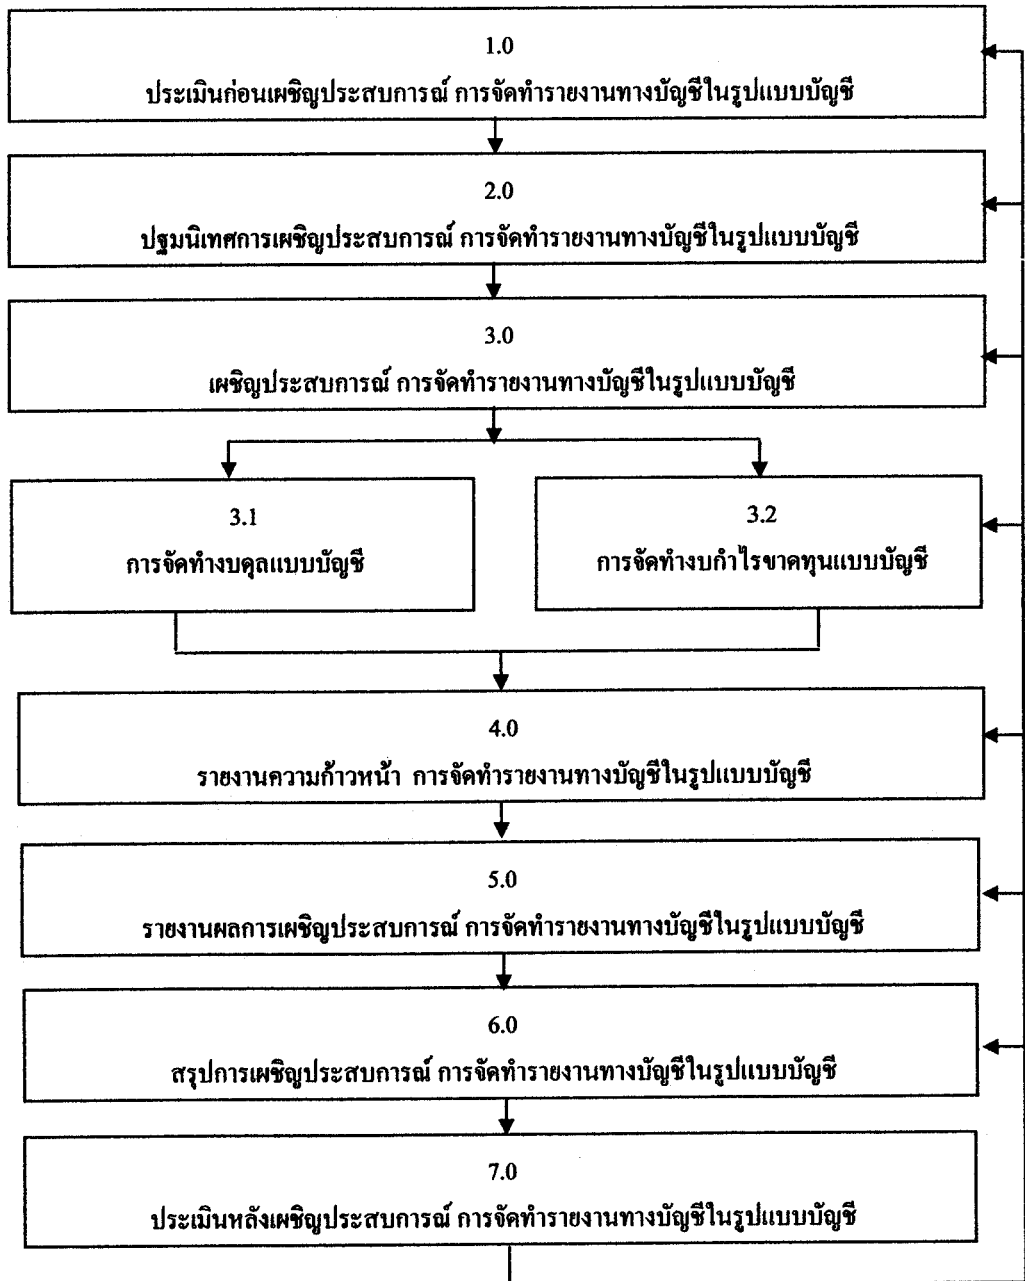 1.0
ประเมินก่อนเผชิญประสบการณ์ การจัดทำรายงานทางบัญชีในรูปแบบบัญชี
2.0
ปฐมนิเทศการเผชิญประสบการณ์ การจัดทำรายงานทางบัญชีในรูปแบบบัญชี
3.0
เผชิญประสบการณ์ การจัดทำรายงานทางบัญชีในรูปแบบบัญชี
3.1
การจัดทำงบดุลแบบบัญชี
3.2
การจัดทำงบกำไรขาดทุนแบบบัญชี
4.0
รายงานความก้าวหน้า การจัดทำรายงานทางบัญชีในรูปแบบบัญชี
5.0
รายงานผลการเผชิญประสบการณ์ การจัดทำรายงานทางบัญชีในรูปแบบบัญชี
6.0
สรุปการเผชิญประสบการณ์ การจัดทำรายงานทางบัญชีในรูปแบบบัญชี
7.0
ประเมินหลังเผชิญประสบการณ์ การจัดทำรายงานทางบัญชีในรูปแบบบัญชี